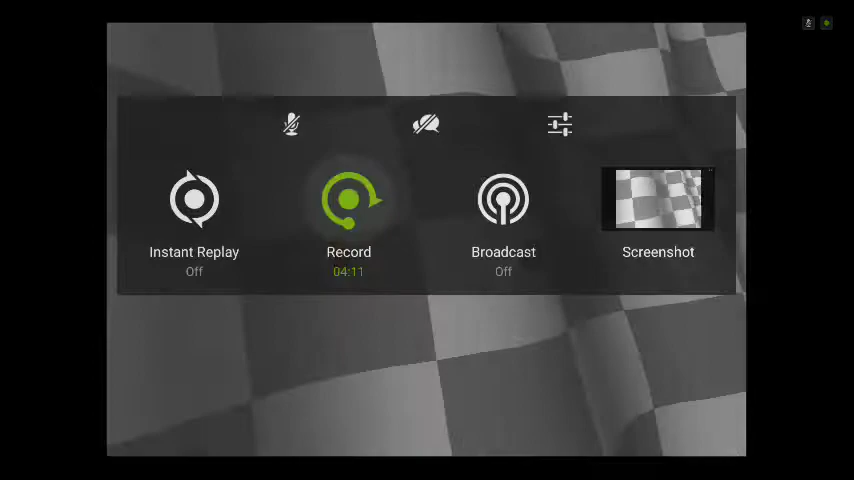 Instant Replay
Off
Record
04:11
Broadcast
Off
Screenshot